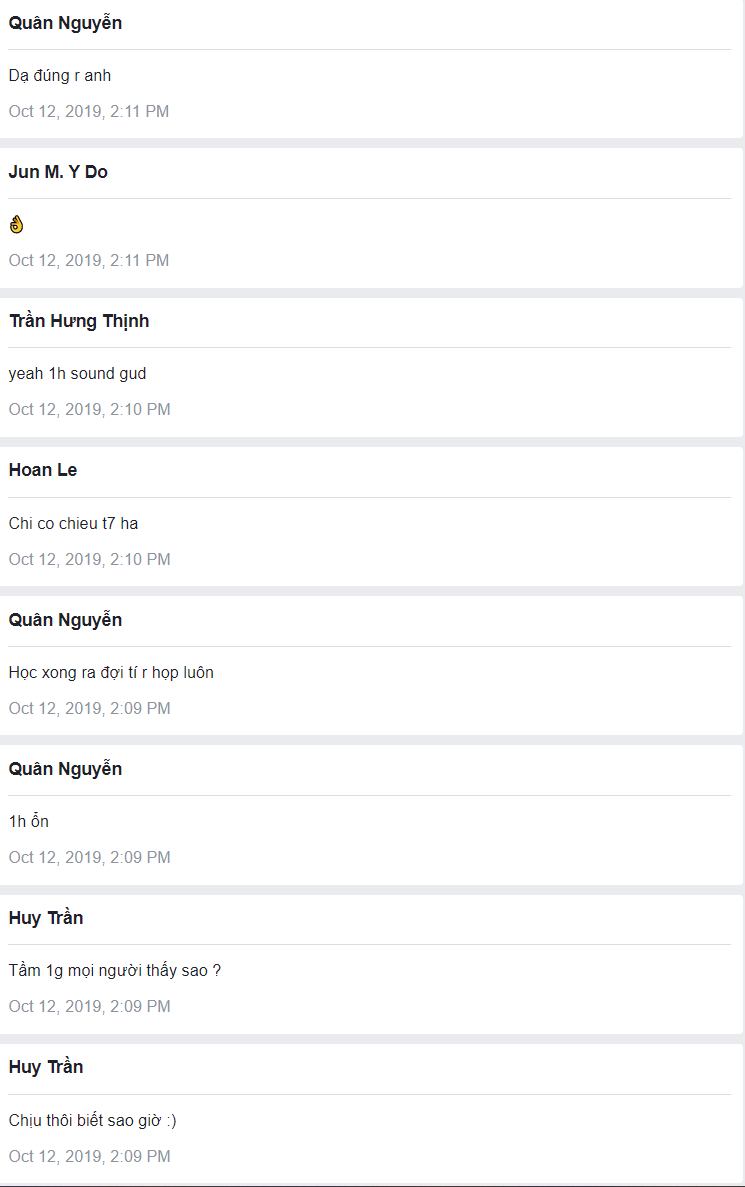 Quân Nguyễn
Dạ đúng r anh
Oct 12, 2019, 2:11 PM
Jun M. Y Do
👌
Oct 12, 2019, 2:11 PM
Trần Hưng Thịnh
yeah 1h sound gud
Oct 12, 2019, 2:10 PM
Hoan Le
Chi co chieu t7 ha
Oct 12, 2019, 2:10 PM
Quân Nguyễn
Học xong ra đợi tí r họp luôn
Oct 12, 2019, 2:09 PM
Quân Nguyễn
1h ổn
Oct 12, 2019, 2:09 PM
Huy Trần
Tầm 1g mọi người thấy sao ?
Oct 12, 2019, 2:09 PM
Huy Trần
Chịu thôi biết sao giờ :)
Oct 12, 2019, 2:09 PM